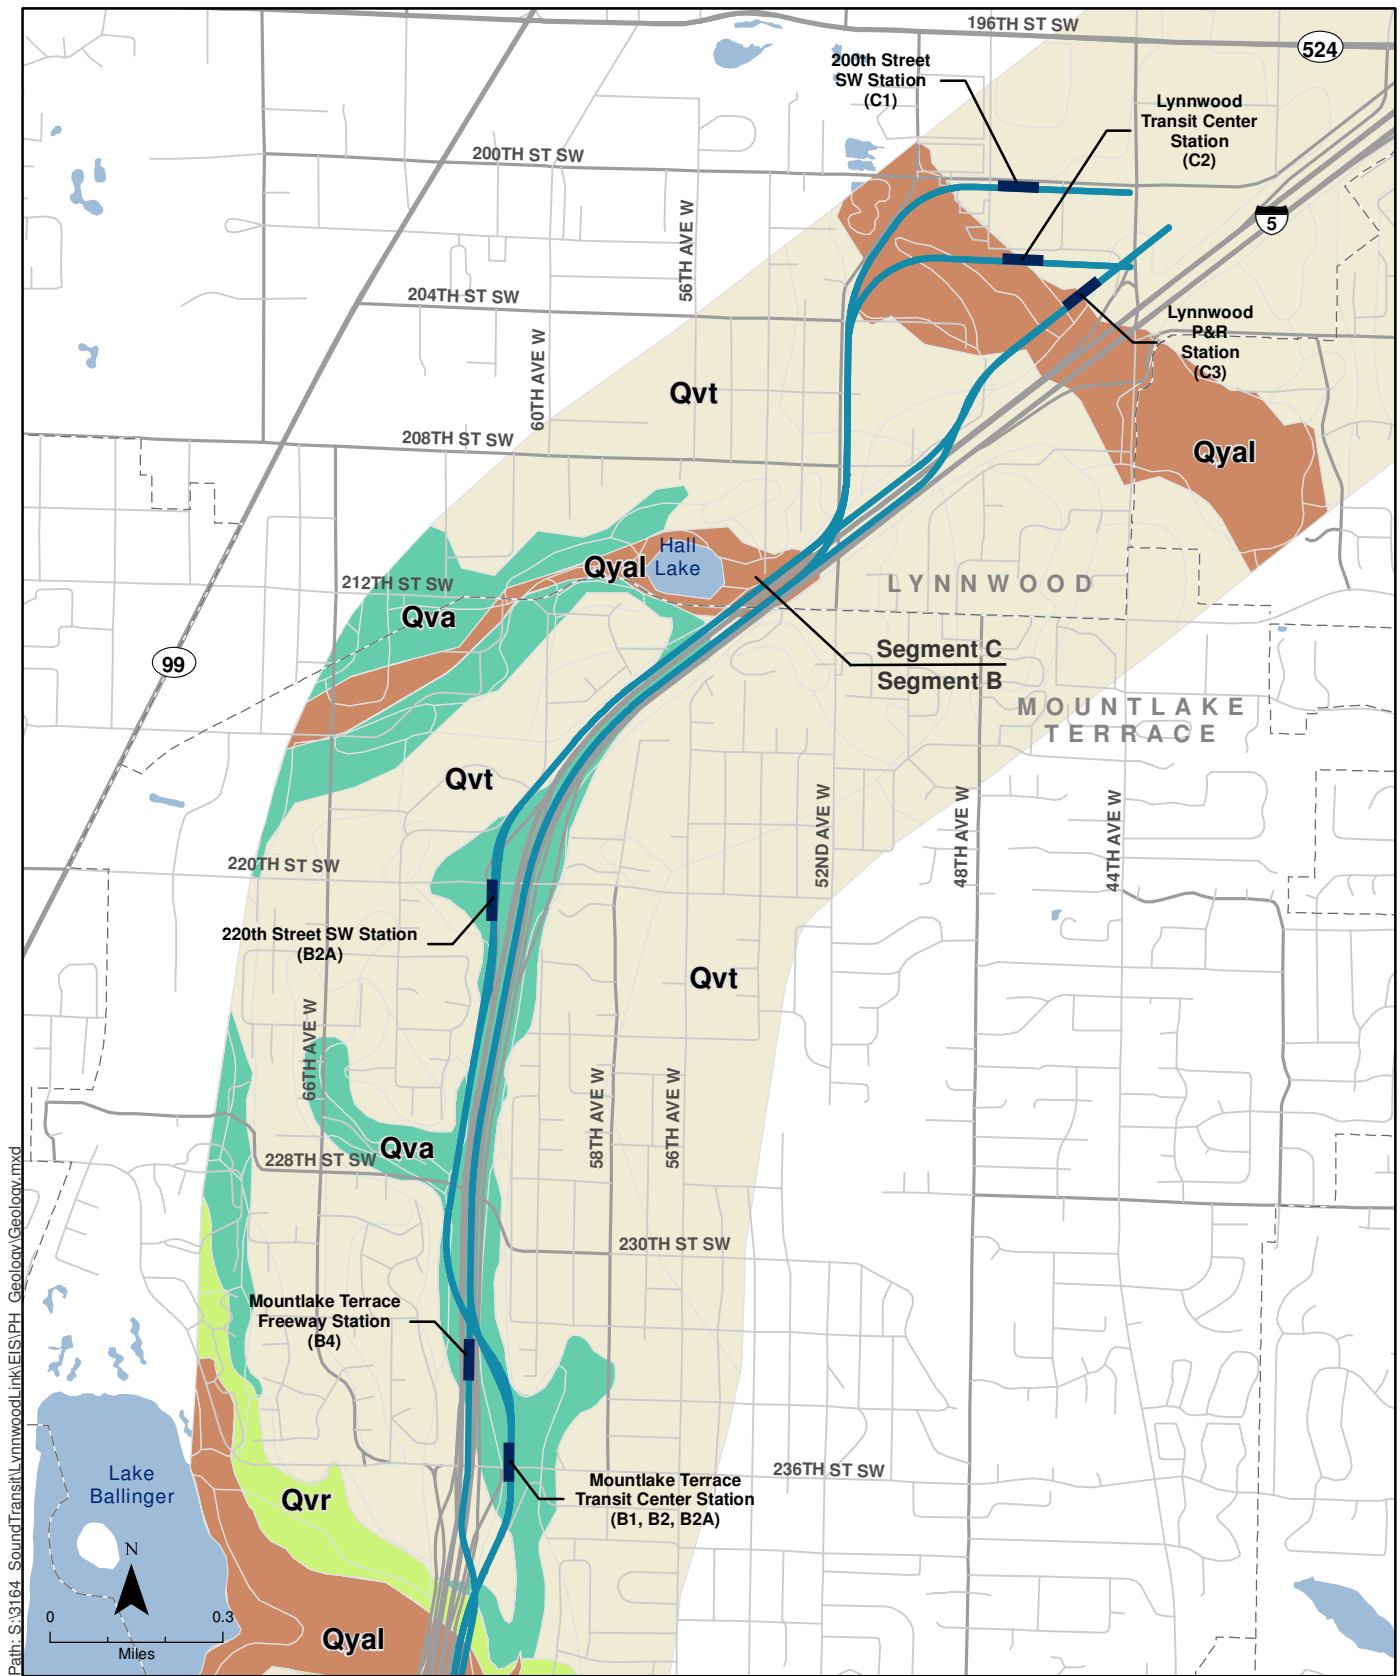 196TH ST SW
524
200th Street
SW Station
(C1)
Lynnwood
Transit Center
Station
(C2)
200TH ST SW
5
56TH AVE W
204TH ST SW
Lynnwood
P&R
Station
(C3)
60TH AVE W
Qvt
208TH ST SW
Qyal
Hall
Lake
Qyal
212TH ST SW
LYNNWOOD
Qva
99
Segment C
Segment B
MOUNTLAKE
TERRACE
Qvt
52ND AVE W
48TH AVE W
44TH AVE W
220TH ST SW
220th Street SW Station
(B2A)
Qvt
66TH AVE W
58TH AVE W
56TH AVE W
Qva
228TH ST SW
230TH ST SW
Mountlake Terrace
Freeway Station
(B4)
Lake
Ballinger
236TH ST SW
Mountlake Terrace
Transit Center Station
(B1, B2, B2A)
Qvr
N
0 0.3
Miles
Qyal
Path: S:\3164_SoundTransit\LynnwoodLink\EIS\PH_Geology\Geology.mxd